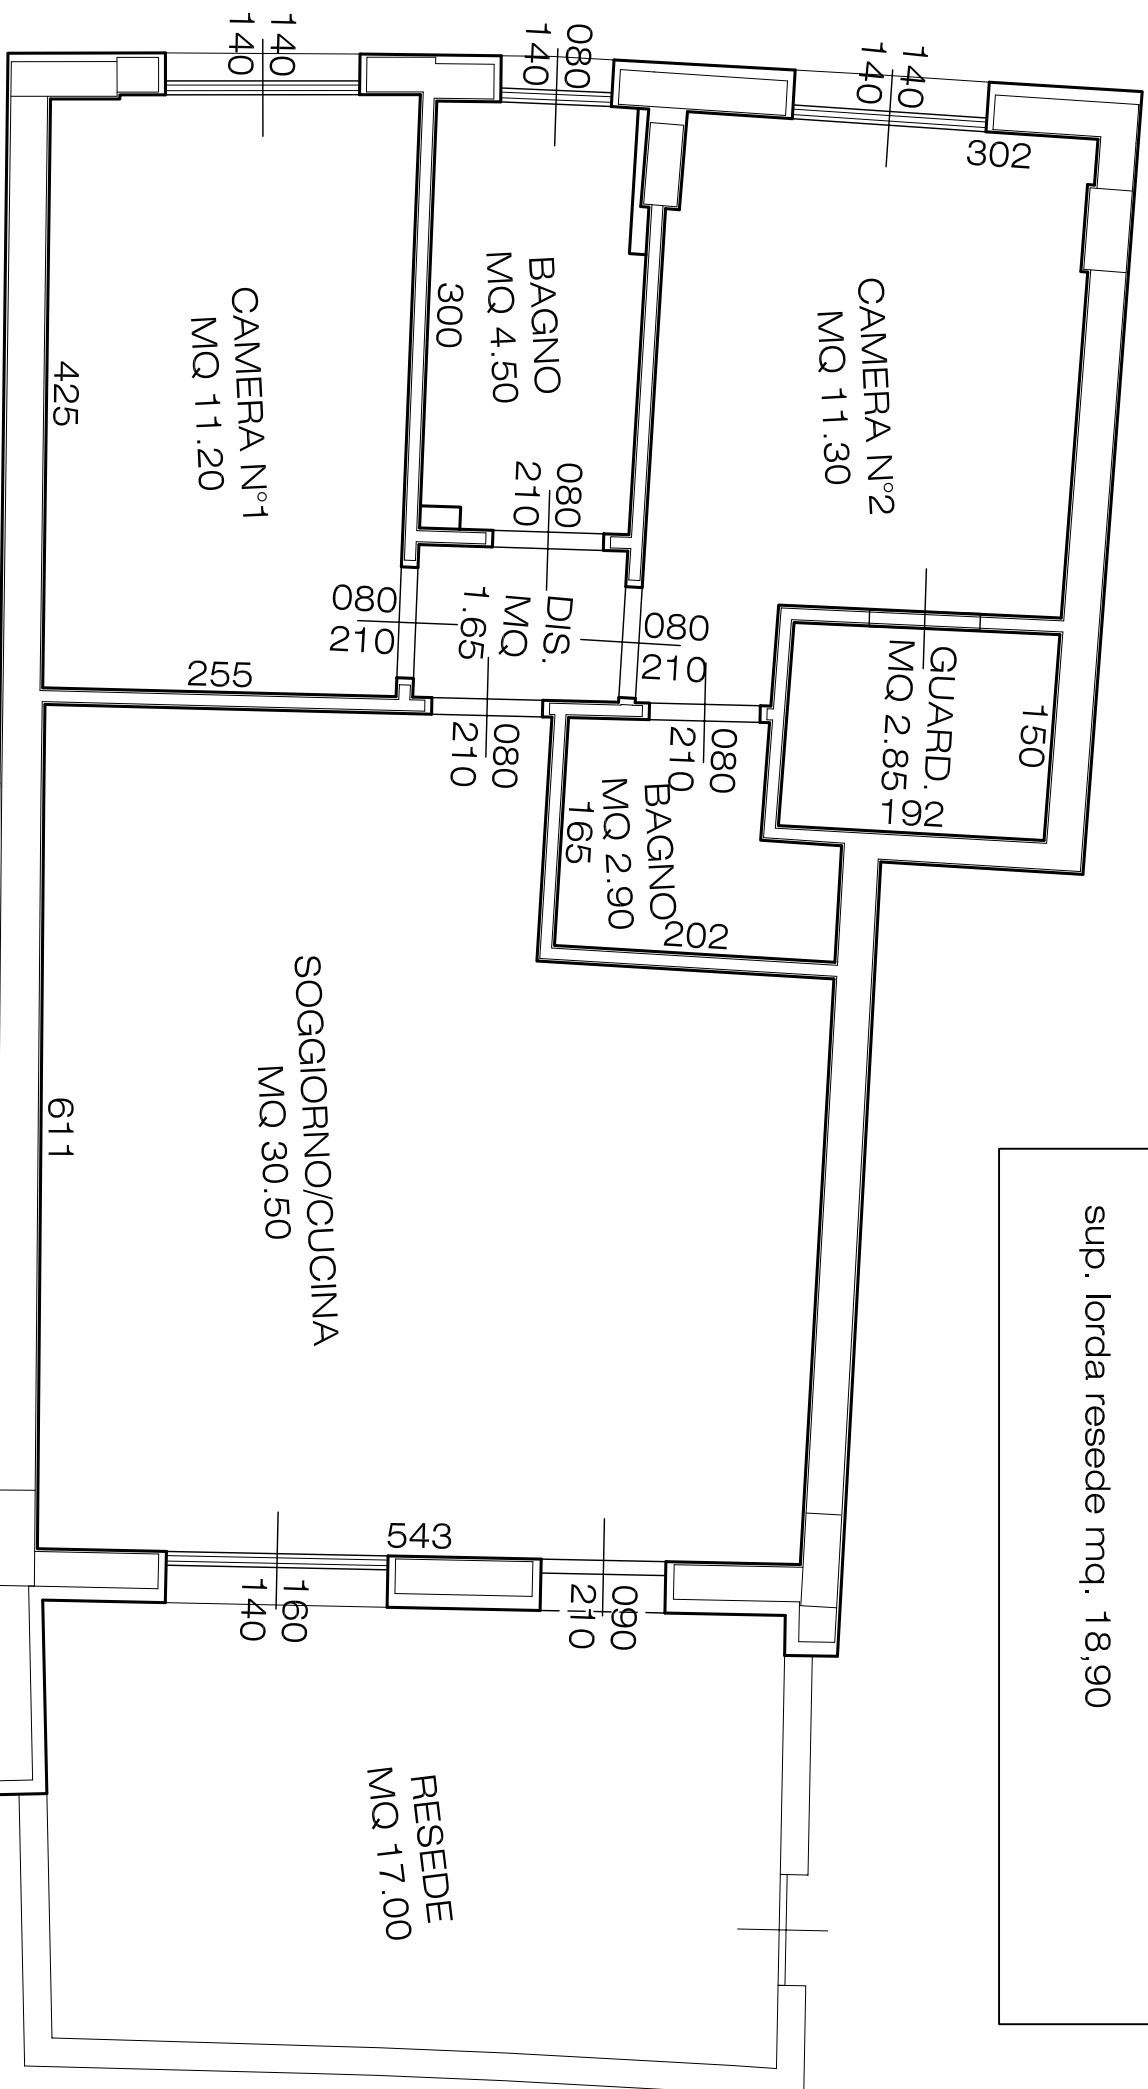 140
140
080
140
140
140
302
CAMERA N°1
MQ 11.20
425
255
BAGNO
MQ 4.50
300
080
210
CAMERA N°2
MQ 11.30
080
210
DIS.
MQ
1.65
080
210
080
210
080
210
GUARD.
MQ 2.85
150
192
BAGNO
MQ 2.90
165
202
SOGGIORNO/CUCINA
MQ 30.50
611
543
160
140
090
210
RESEDE
MQ 17.00
sup. lorda resede mq. 18,90